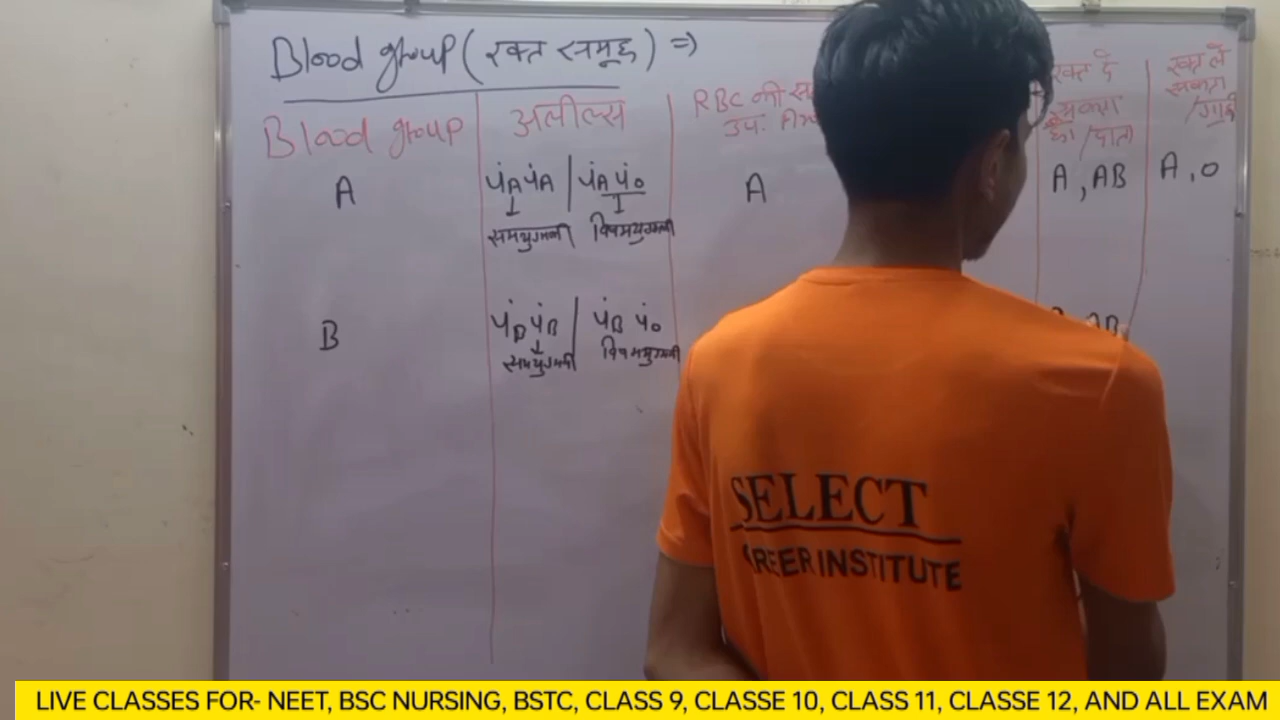 Blood group ( रक्त समूह ) ⇒
Blood group
अलील्स
RBC की
उप.
रक्त दे
सकता
है /दाता
रक्त ले
सकता
/ग्राही
A
i̇A i̇A / i̇A i̇o
समयुग्मजी विषमयुग्मजी
A
A, AB
A, O
B
i̇B i̇B / i̇B i̇o
समयुग्मजी विषमयुग्मजी
SELECT
CAREER INSTITUTE
LIVE CLASSES FOR- NEET, BSC NURSING, BSTC, CLASS 9, CLASSE 10, CLASS 11, CLASSE 12, AND ALL EXAM